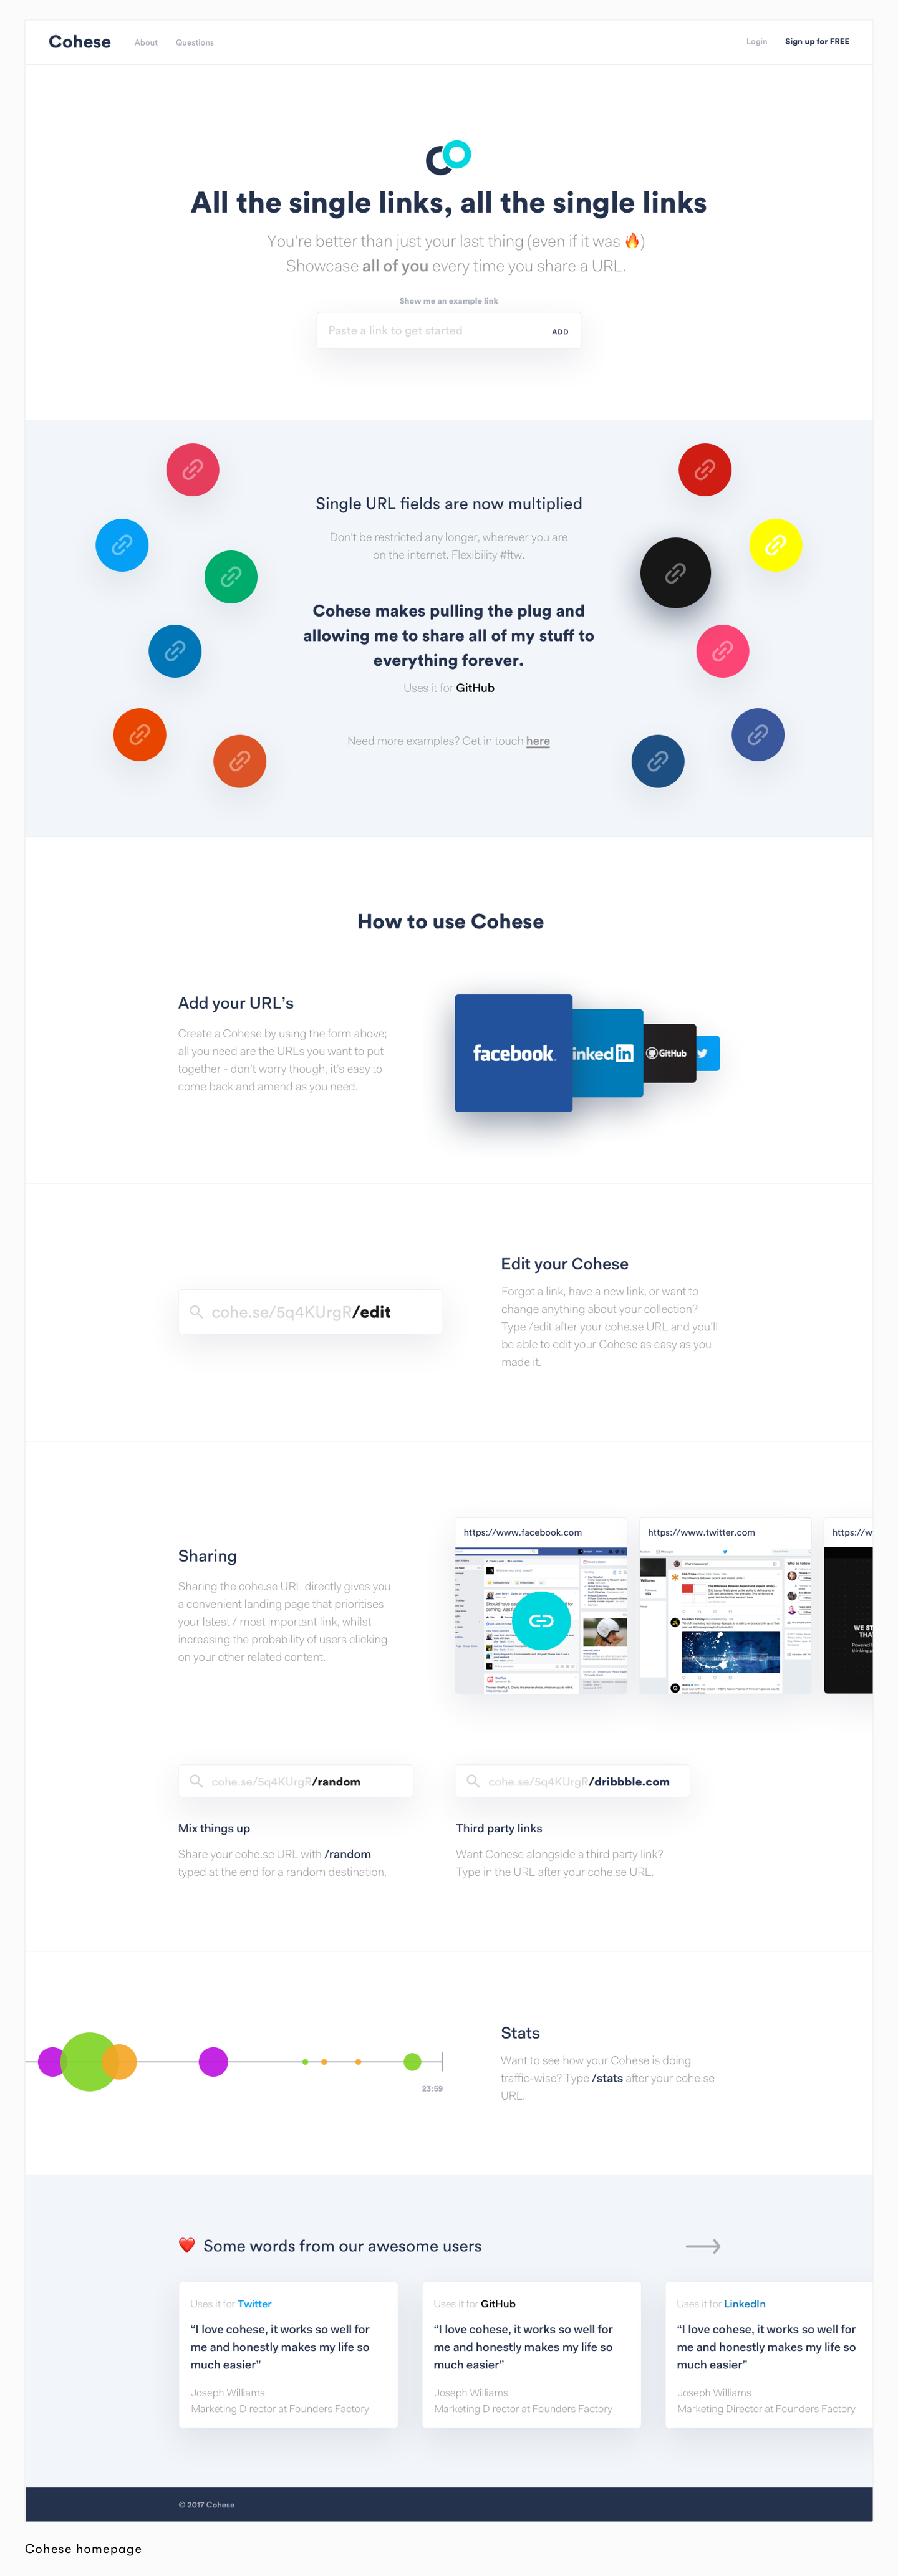 Cohese
About
Questions
Login
Sign up for FREE
All the single links, all the single links
You're better than just your last thing (even if it was 🔥)
Showcase all of you every time you share a URL.
Show me an example link
Paste a link to get started
ADD
Single URL fields are now multiplied
Don't be restricted any longer, wherever you are
on the internet. Flexibility #ftw.
Cohese makes pulling the plug and
allowing me to share all of my stuff to
everything forever.
Uses it for GitHub
Need more examples? Get in touch here
How to use Cohese
Add your URL's
Create a Cohese by using the form above;
all you need are the URLs you want to put
together - don't worry though, it's easy to
come back and amend as you need.
facebook.
inked in
GitHub
cohe.se/5q4KUrgR/edit
Edit your Cohese
Forgot a link, have a new link, or want to
change anything about your collection?
Type /edit after your cohe.se URL and you'll
be able to edit your Cohese as easy as you
made it.
Sharing
Sharing the cohe.se URL directly gives you
a convenient landing page that prioritises
your latest / most important link, whilst
increasing the probability of users clicking
on your other related content.
https://www.facebook.com
https://www.twitter.com
https://w
WE ST
THAT
Powered b
thinking p
cohe.se/5q4KUrgR/random
Mix things up
Share your cohe.se URL with /random
typed at the end for a random destination.
cohe.se/5q4KUrgR/dribbble.com
Third party links
Want Cohese alongside a third party link?
Type in the URL after your cohe.se URL.
23:59
Stats
Want to see how your Cohese is doing
traffic-wise? Type /stats after your cohe.se
URL.
❤️ Some words from our awesome users
Uses it for Twitter
“I love cohese, it works so well for
me and honestly makes my life so
much easier”
Joseph Williams
Marketing Director at Founders Factory
Uses it for GitHub
“I love cohese, it works so well for
me and honestly makes my life so
much easier”
Joseph Williams
Marketing Director at Founders Factory
Uses it for LinkedIn
“I love cohese, it works so well for
me and honestly makes my life so
much easier”
Joseph Williams
Marketing Director at Founders Factory
© 2017 Cohese
Cohese homepage